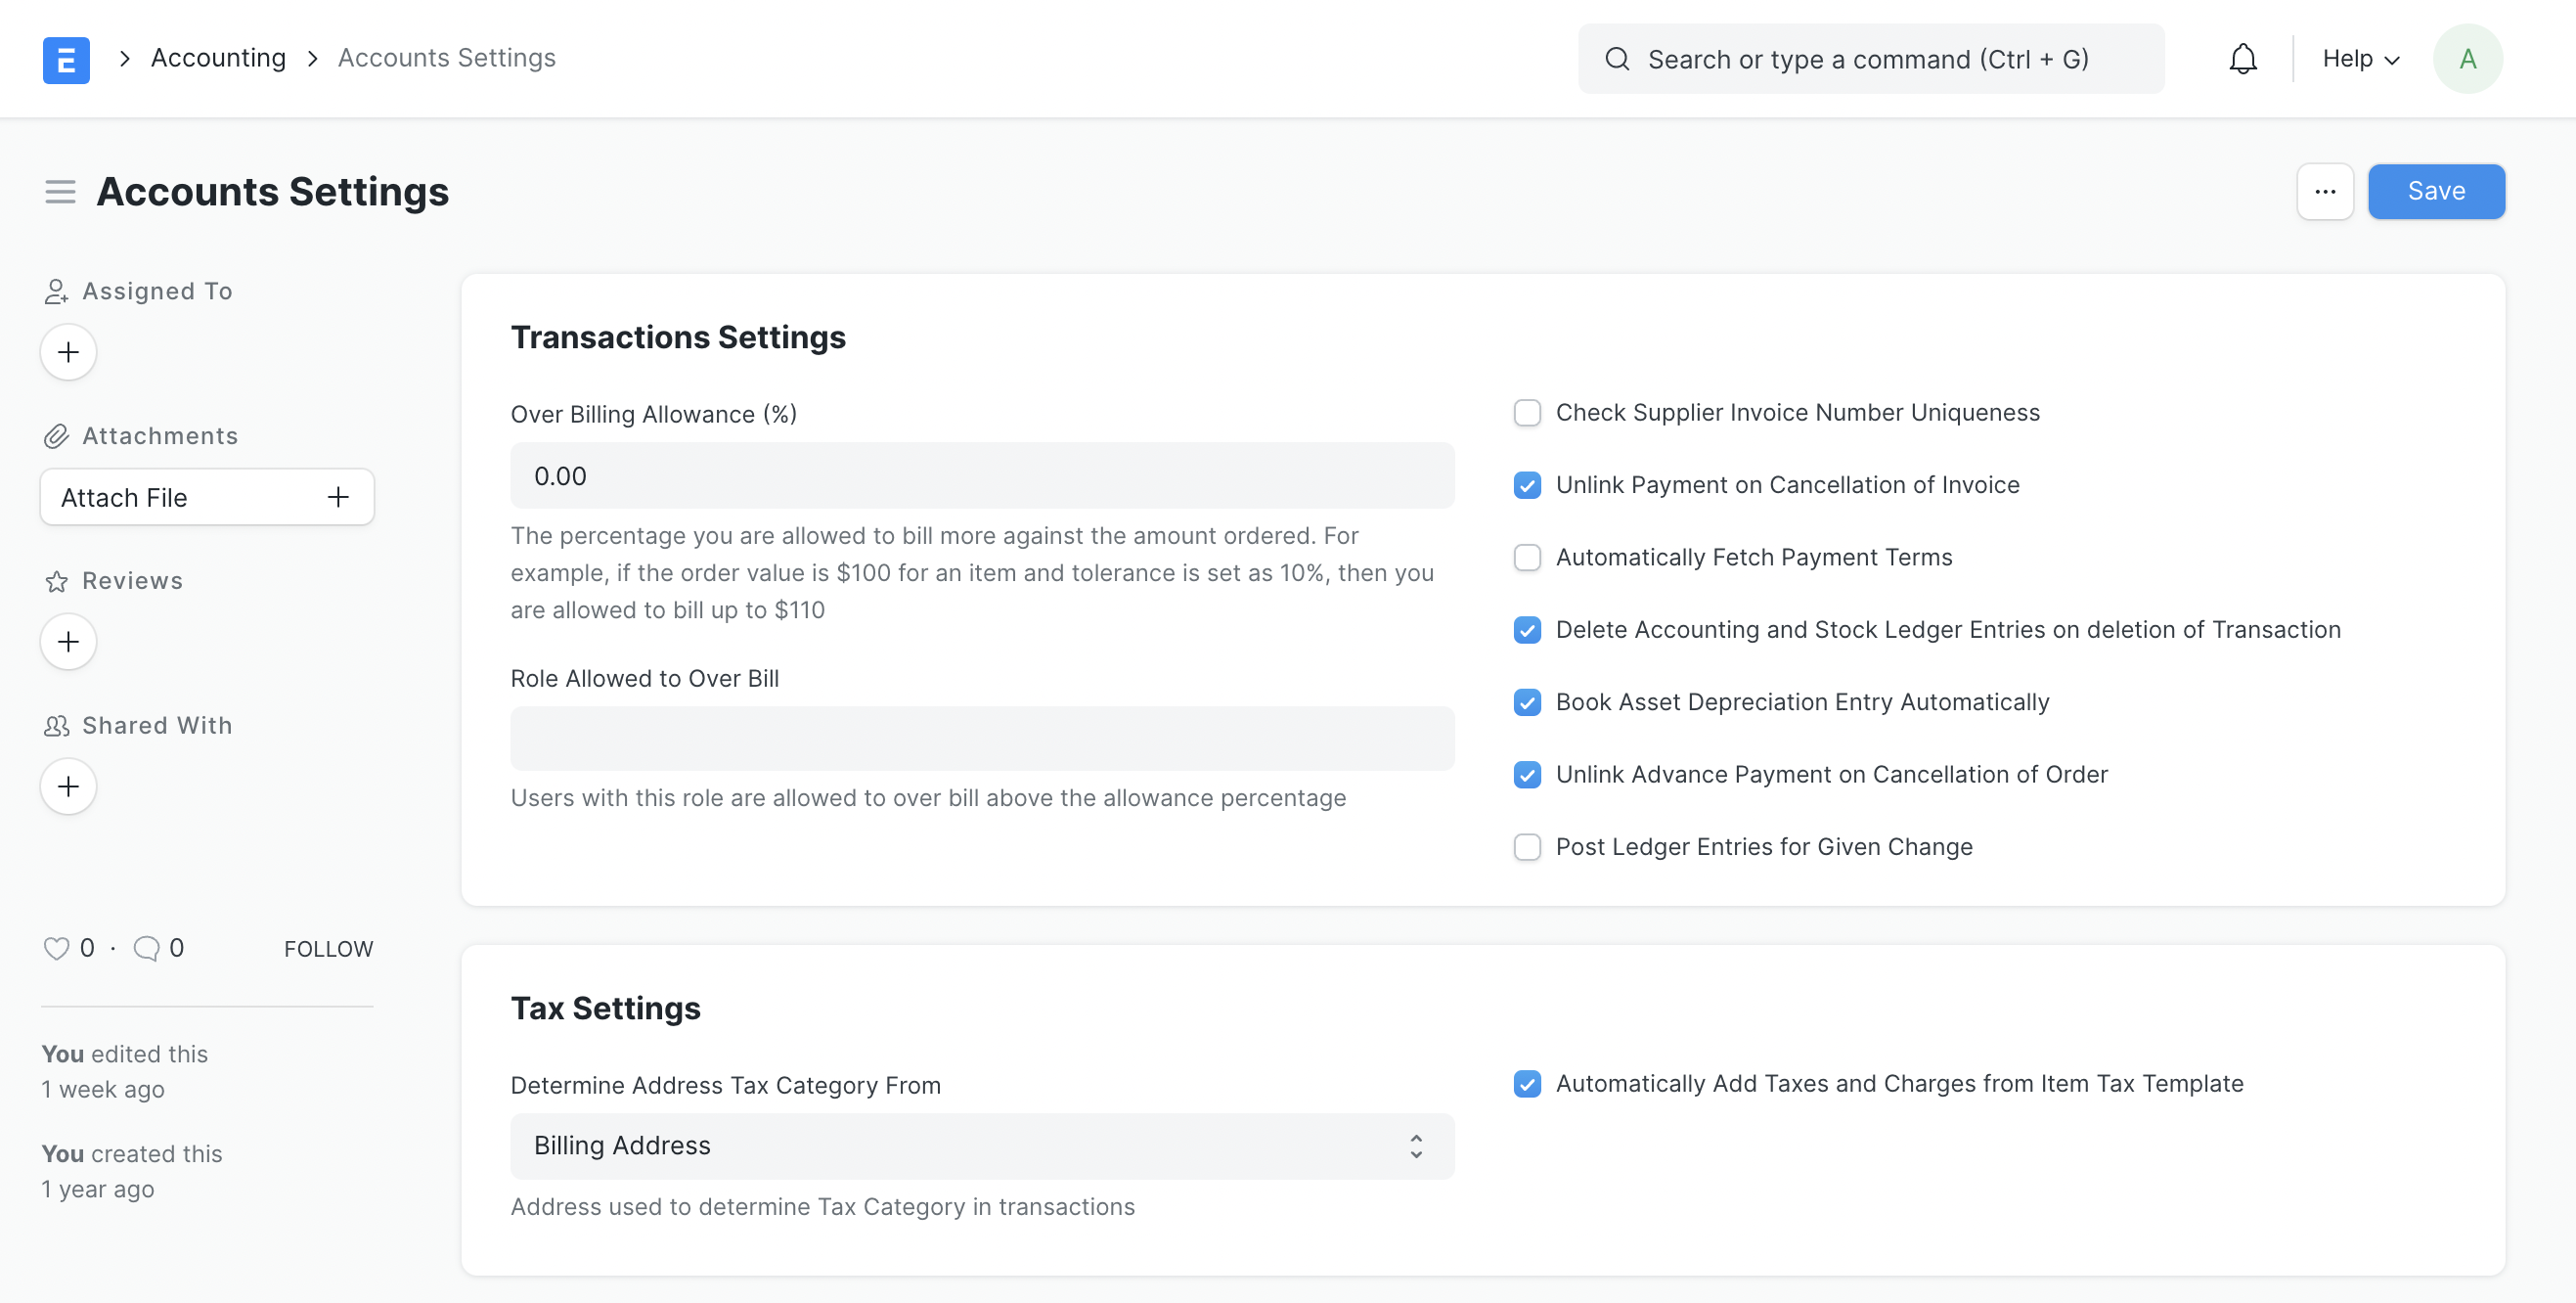 E
Accounting
Accounts Settings
Search or type a command (Ctrl + G)
Help
A
Accounts Settings
...
Save
Assigned To
Attachments
Attach File
Reviews
Shared With
0 · 0
FOLLOW
You edited this
1 week ago
You created this
1 year ago
Transactions Settings
Over Billing Allowance (%)
0.00
The percentage you are allowed to bill more against the amount ordered. For
example, if the order value is $100 for an item and tolerance is set as 10%, then you
are allowed to bill up to $110
Role Allowed to Over Bill
Users with this role are allowed to over bill above the allowance percentage
Check Supplier Invoice Number Uniqueness
Unlink Payment on Cancellation of Invoice
Automatically Fetch Payment Terms
Delete Accounting and Stock Ledger Entries on deletion of Transaction
Book Asset Depreciation Entry Automatically
Unlink Advance Payment on Cancellation of Order
Post Ledger Entries for Given Change
Tax Settings
Determine Address Tax Category From
Billing Address
Address used to determine Tax Category in transactions
Automatically Add Taxes and Charges from Item Tax Template